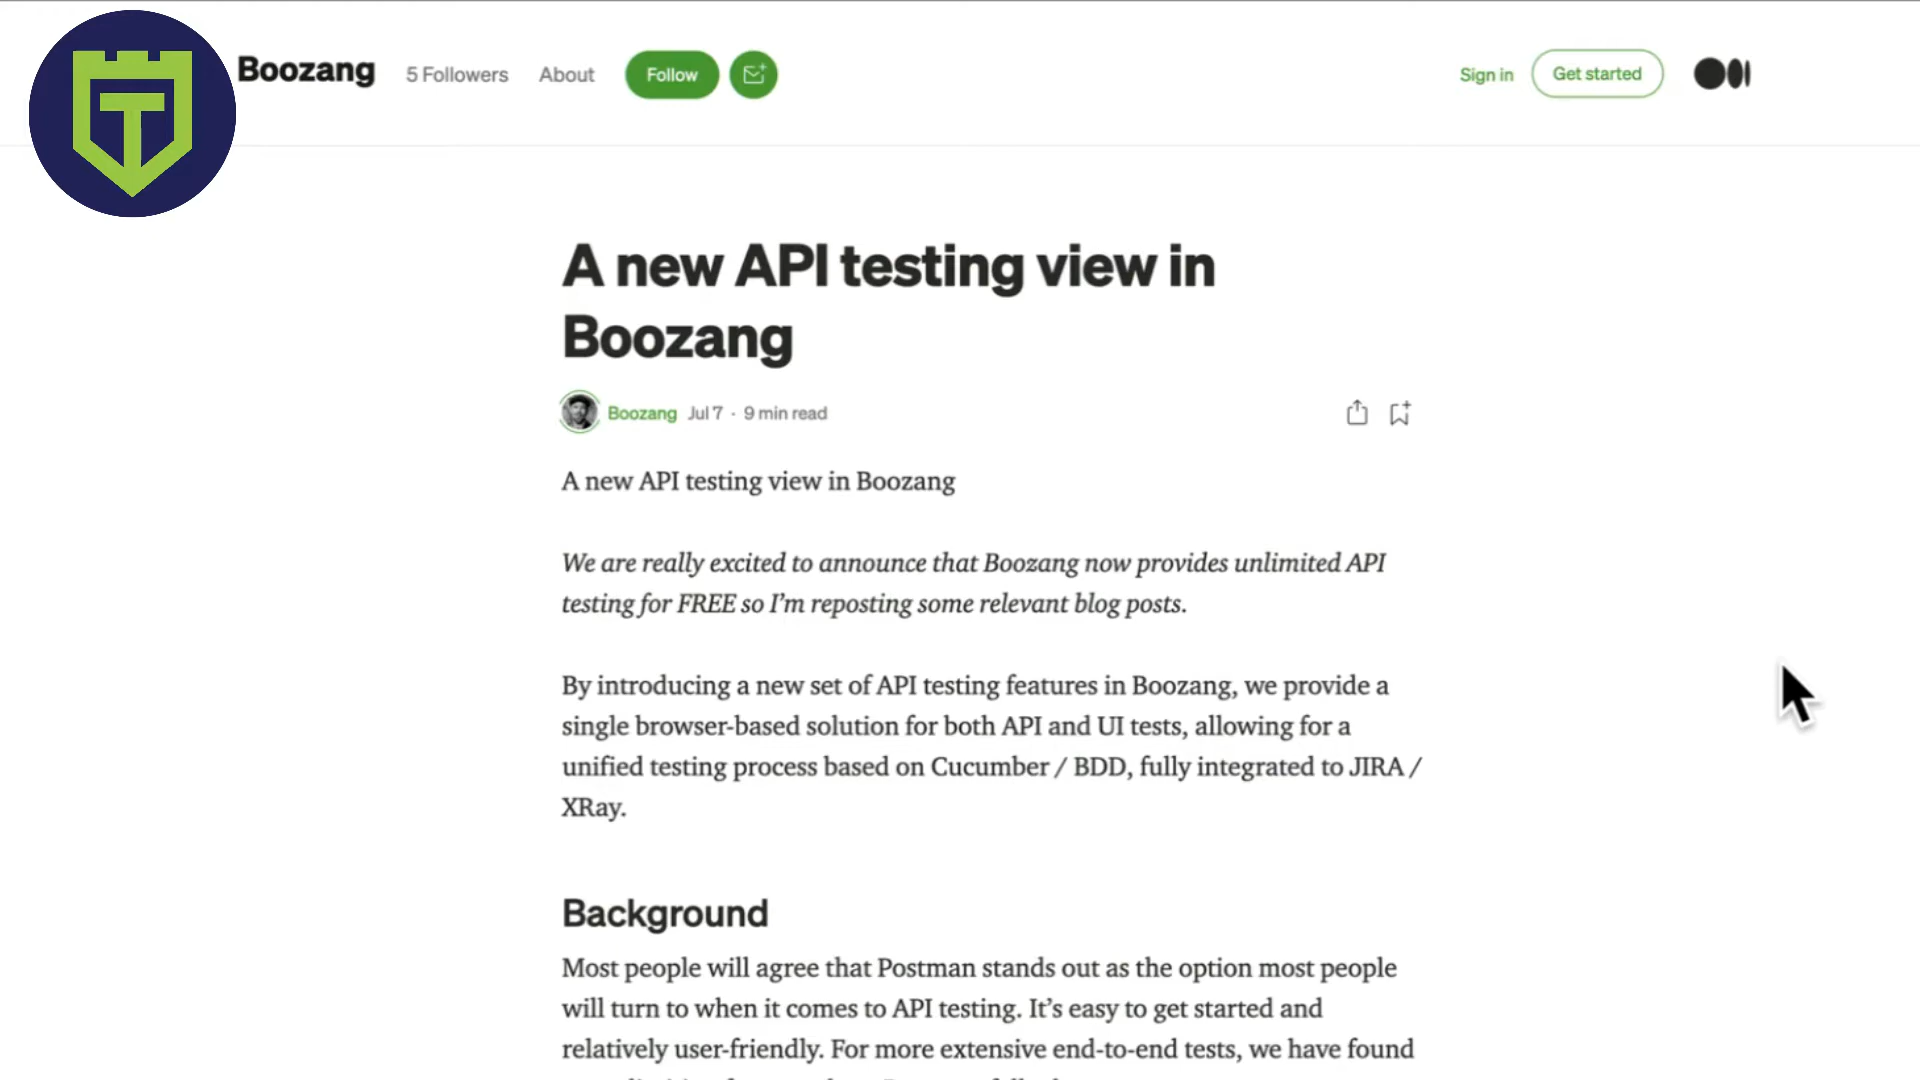 Boozang 5 Followers About Follow Sign in Get started
T
A new API testing view in
Boozang
Boozang Jul 7 · 9 min read
A new API testing view in Boozang
We are really excited to announce that Boozang now provides unlimited API
testing for FREE so I'm reposting some relevant blog posts.
By introducing a new set of API testing features in Boozang, we provide a
single browser-based solution for both API and UI tests, allowing for a
unified testing process based on Cucumber / BDD, fully integrated to JIRA /
XRay.
Background
Most people will agree that Postman stands out as the option most people
will turn to when it comes to API testing. It's easy to get started and
relatively user-friendly. For more extensive end-to-end tests, we have found